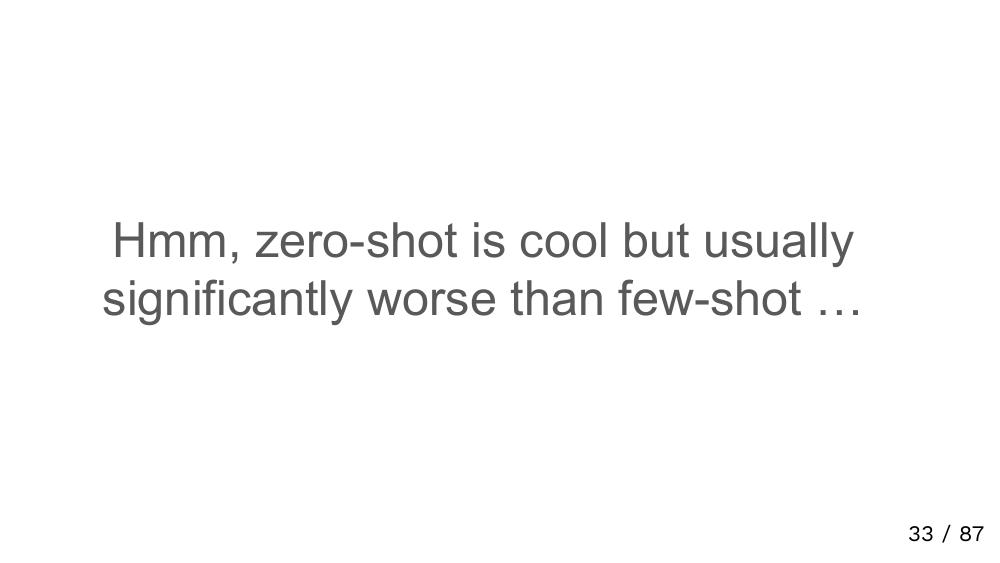 Hmm, zero-shot is cool but usually
significantly worse than few-shot …
33 / 87